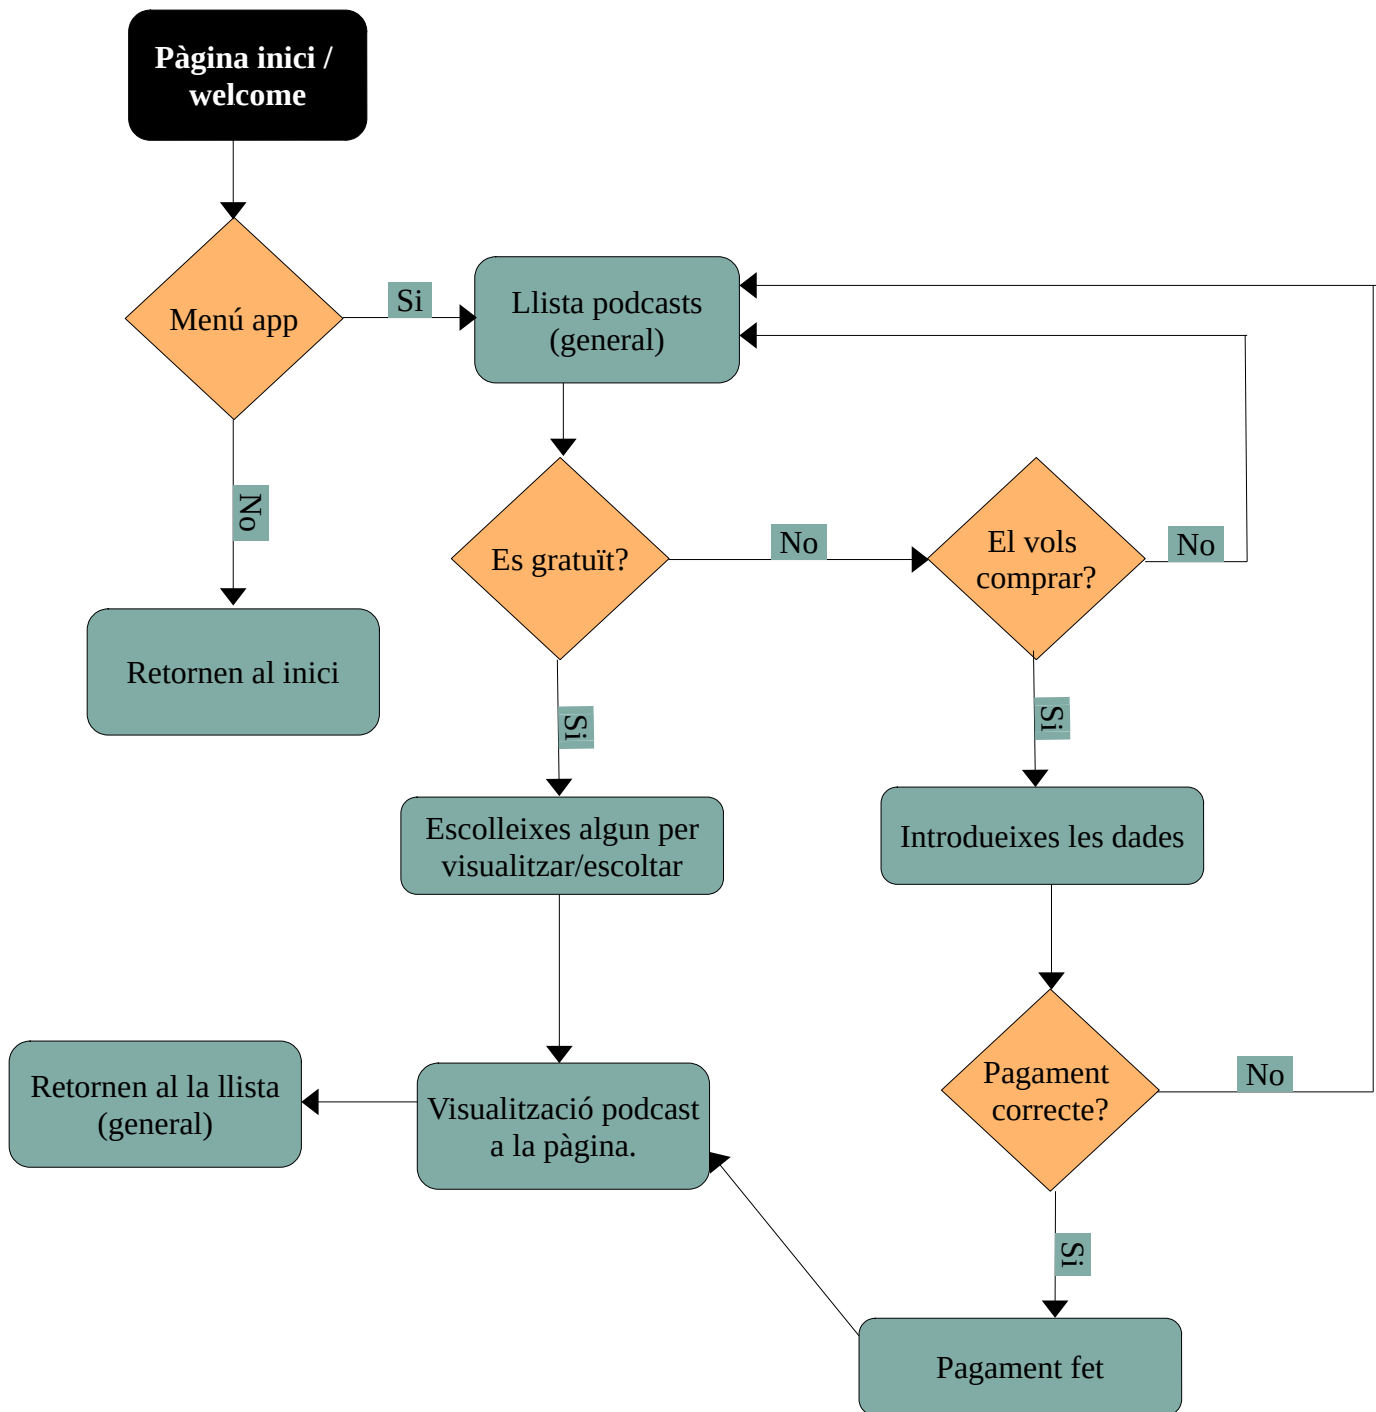 Pàgina inici /
welcome
Menú app
Si
Llista podcasts
(general)
No
Es gratuït?
No
El vols
comprar?
No
Retornen al inici
Si
Si
Escolleixes algun per
visualitzar/escoltar
Introdueixes les dades
Retornen al la llista
(general)
Visualització podcast
a la pàgina.
Pagament
correcte?
No
Si
Pagament fet